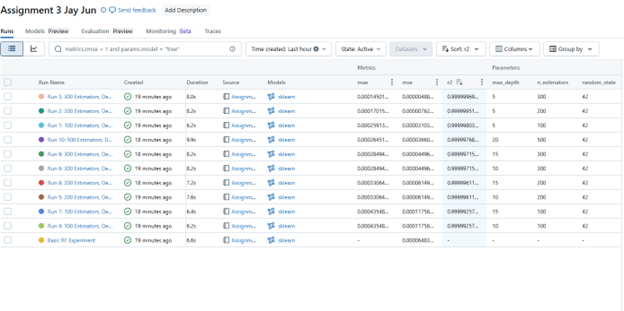 Assignment 3 Jay Jun Send feedback Add Description
Runs Models Preview Evaluation Preview Monitoring Beta Traces
metrics.rmse < 1 and params.model = "tree" Time created: Last hour State: Active Datasets Sort: r2 Columns Group by
Metrics Parameters
Run Name Created Duration Source Models mae mse r2 max_depth n_estimators random_state
Run 3: 300 Estimators, De... 19 minutes ago 8.0s Assignm... sklearn 0.00014501... 0.00000488... 0.99999969... 5 300 42
Run 2: 200 Estimators, De... 19 minutes ago 8.2s Assignm... sklearn 0.00017015... 0.00000762... 0.99999951... 5 200 42
Run 1: 100 Estimators, De... 19 minutes ago 6.2s Assignm... sklearn 0.00025913... 0.00003103... 0.99999803... 5 100 42
Run 10: 500 Estimators, D... 18 minutes ago 9.9s Assignm... sklearn 0.00026451... 0.00003660... 0.99999768... 20 500 42
Run 9: 300 Estimators, De... 18 minutes ago 8.2s Assignm... sklearn 0.00028494... 0.00004496... 0.99999715... 15 300 42
Run 6: 300 Estimators, De... 19 minutes ago 8.2s Assignm... sklearn 0.00028494... 0.00004496... 0.99999715... 10 300 42
Run 8: 200 Estimators, De... 18 minutes ago 7.2s Assignm... sklearn 0.00033064... 0.00006149... 0.99999611... 15 200 42
Run 5: 200 Estimators, De... 19 minutes ago 7.6s Assignm... sklearn 0.00033064... 0.00006149... 0.99999611... 10 200 42
Run 7: 100 Estimators, De... 18 minutes ago 6.4s Assignm... sklearn 0.00043548... 0.00011758... 0.99999257... 15 100 42
Run 4: 100 Estimators, De... 19 minutes ago 6.2s Assignm... sklearn 0.00043548... 0.00011758... 0.99999257... 10 100 42
Basic RF Experiment 19 minutes ago 6.6s Assignm... sklearn - 0.00006483... - - - -